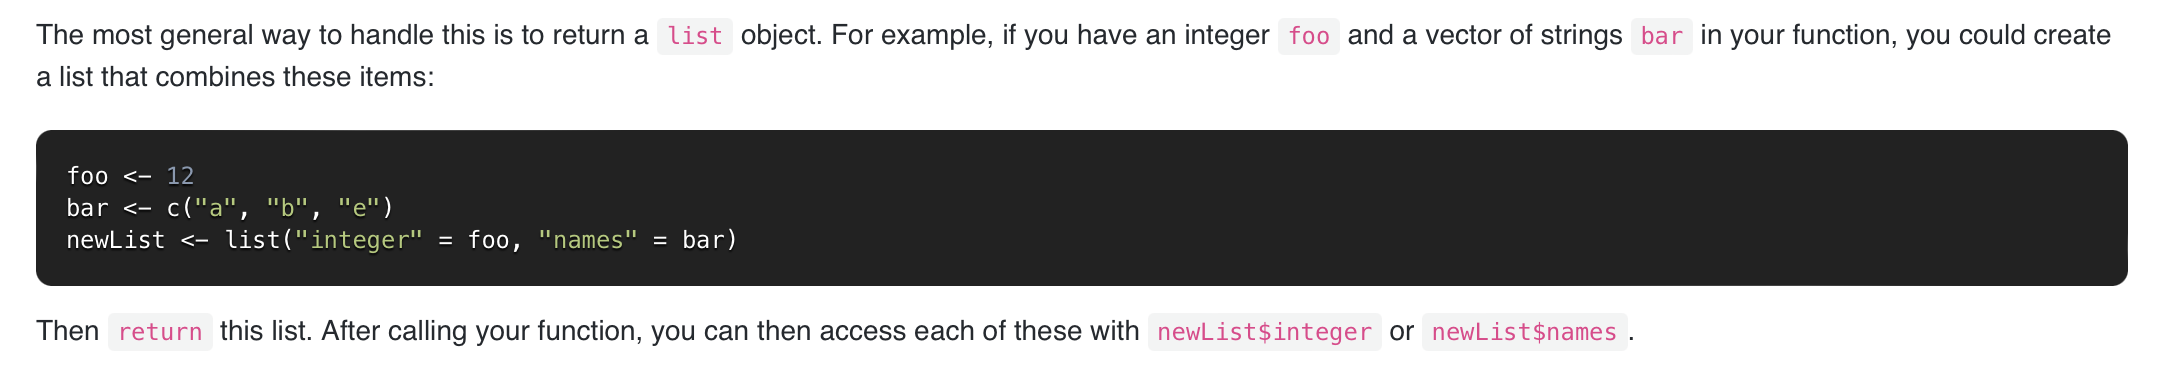 The most general way to handle this is to return a list object. For example, if you have an integer foo and a vector of strings bar in your function, you could create
a list that combines these items:
foo <- 12
bar <- c("a", "b", "e")
newList <- list("integer" = foo, "names" = bar)
Then return this list. After calling your function, you can then access each of these with newList$integer or newList$names.